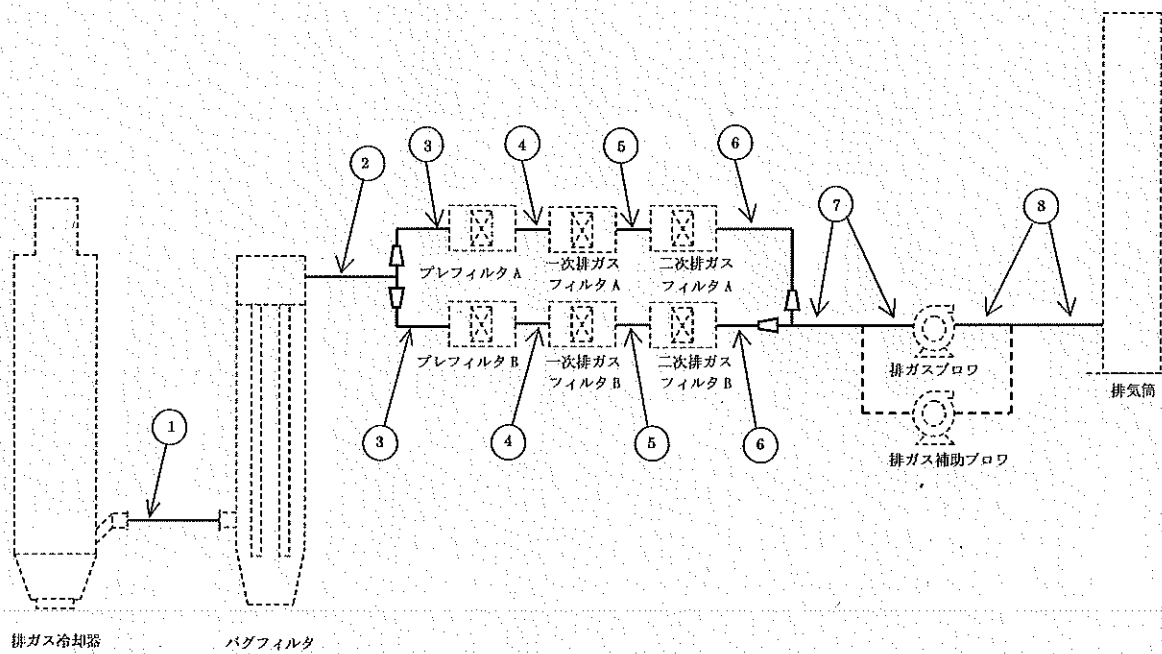 3
4
5
6
2
7
8
プレフィルタA
一次排ガス
フィルタA
二次排ガス
フィルタA
プレフィルタB
一次排ガス
フィルタB
二次排ガス
フィルタB
排ガスブロワ
排気筒
1
3
4
5
6
排ガス補助ブロワ
排ガス冷却器
バグフィルタ